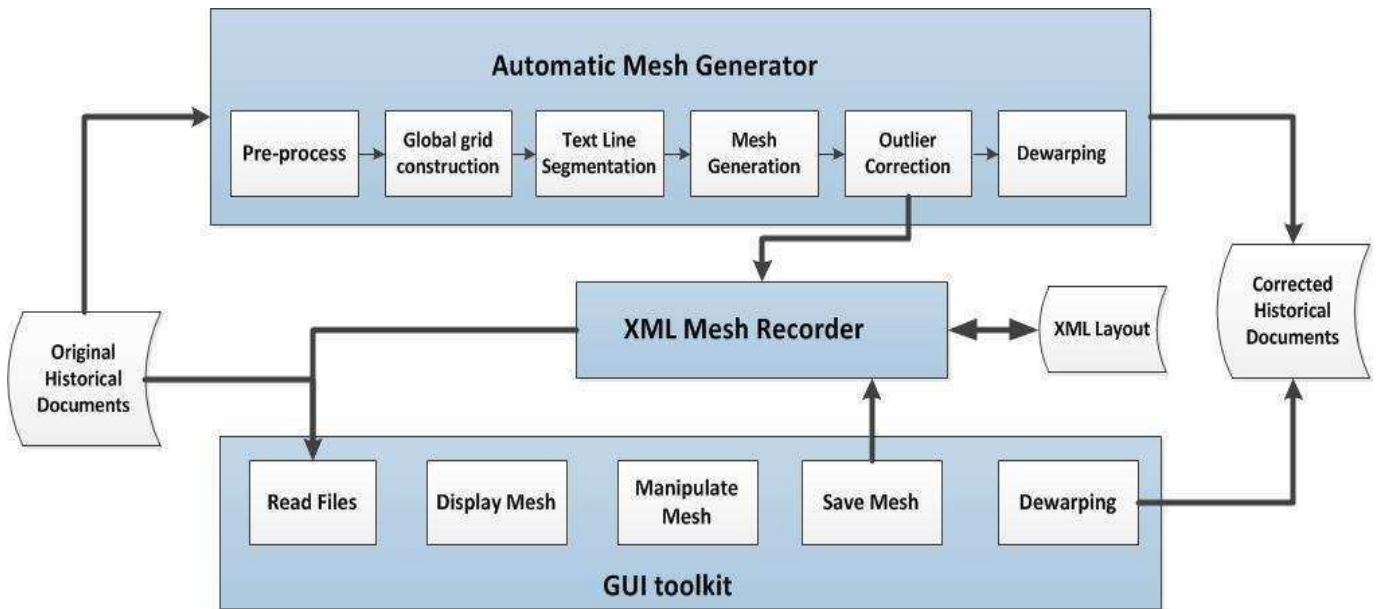 Automatic Mesh Generator
Pre-process
Global grid
construction
Text Line
Segmentation
Mesh
Generation
Outlier
Correction
Dewarping
Original
Historical
Documents
XML Mesh Recorder
XML Layout
Corrected
Historical
Documents
Read Files
Display Mesh
Manipulate
Mesh
Save Mesh
Dewarping
GUI toolkit